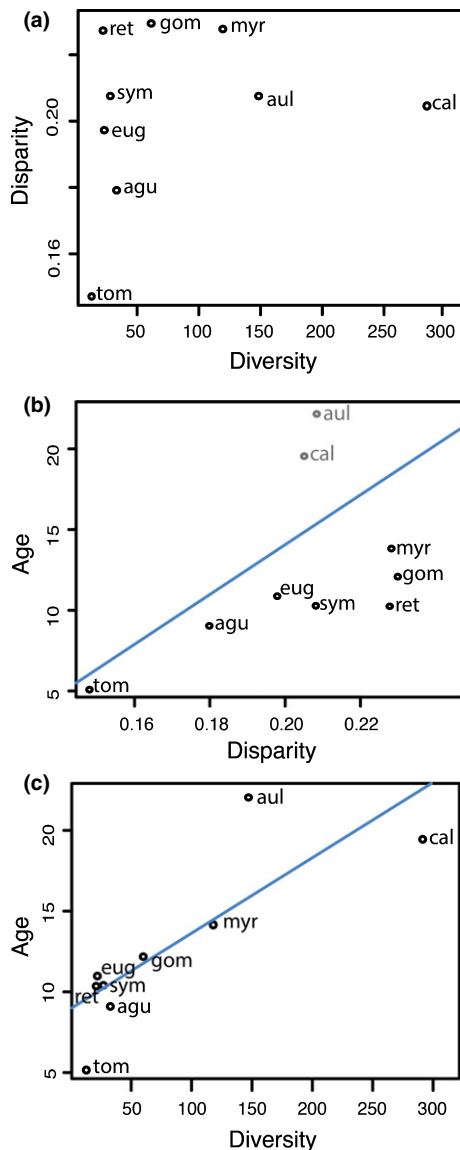 (a)
ret
gom
myr
sym
aul
cal
eug
agu
tom
0.20
0.16
Disparity
50 100 150 200 250 300
Diversity
(b)
aul
cal
myr
gom
eug
sym
ret
agu
tom
20
15
10
5
Age
0.16 0.18 0.20 0.22
Disparity
(c)
aul
cal
myr
gom
eug
sym
ret
agu
tom
20
15
10
5
Age
50 100 150 200 250 300
Diversity